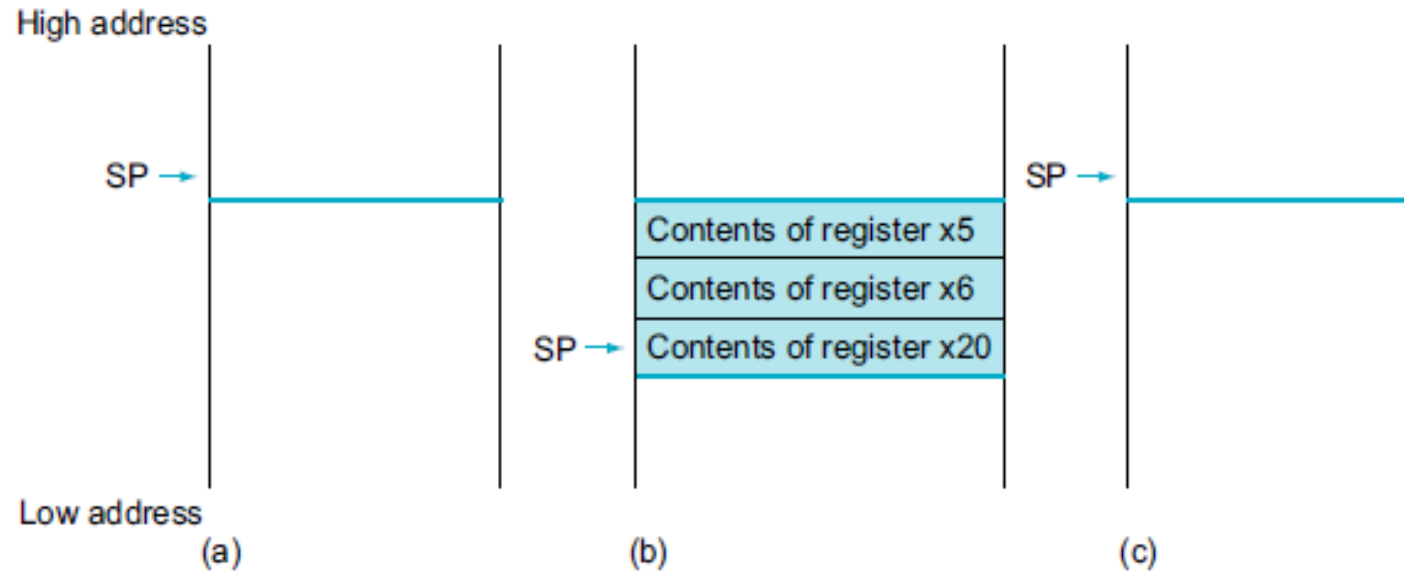 High address
SP
SP
Contents of register x5
Contents of register x6
SP
Contents of register x20
Low address
(a)
(b)
(c)